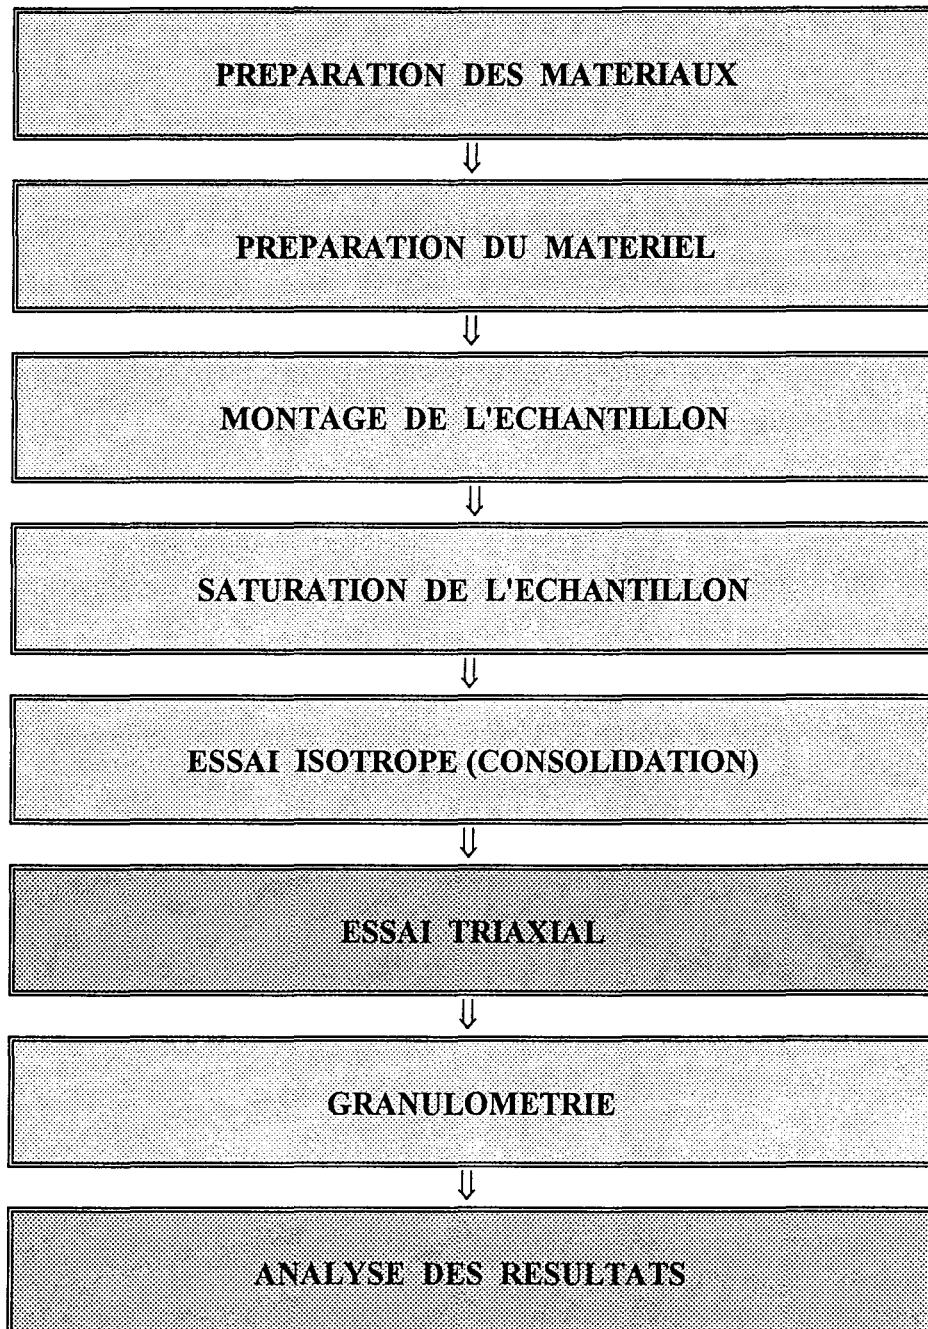 PREPARATION DES MATERIAUX
PREPARATION DU MATERIEL
MONTAGE DE L'ECHANTILLON
SATURATION DE L'ECHANTILLON
ESSAI ISOTROPE (CONSOLIDATION)
ESSAI TRIAXIAL
GRANULOMETRIE
ANALYSE DES RESULTATS